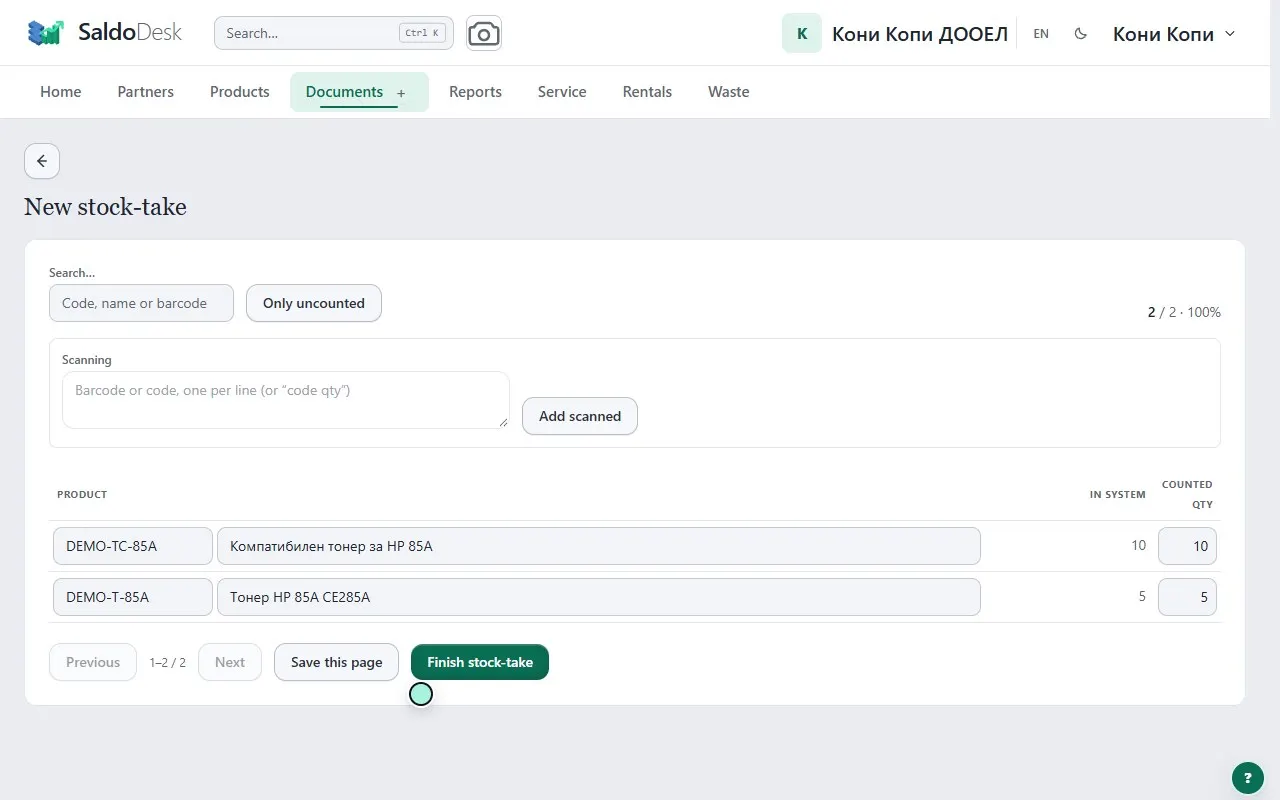 SaldoDesk
Search...
Ctrl K
K
Кони Копи ДООЕЛ
EN
Кони Копи
Home
Partners
Products
Documents +
Reports
Service
Rentals
Waste
New stock-take
Search...
Code, name or barcode
Only uncounted
2 / 2 · 100%
Scanning
Barcode or code, one per line (or “code qty”)
Add scanned
PRODUCT
IN SYSTEM
COUNTED
QTY
DEMO-TC-85A
Компатибилен тонер за HP 85A
10
10
DEMO-T-85A
Тонер HP 85A CE285A
5
5
Previous
1–2 / 2
Next
Save this page
Finish stock-take
?